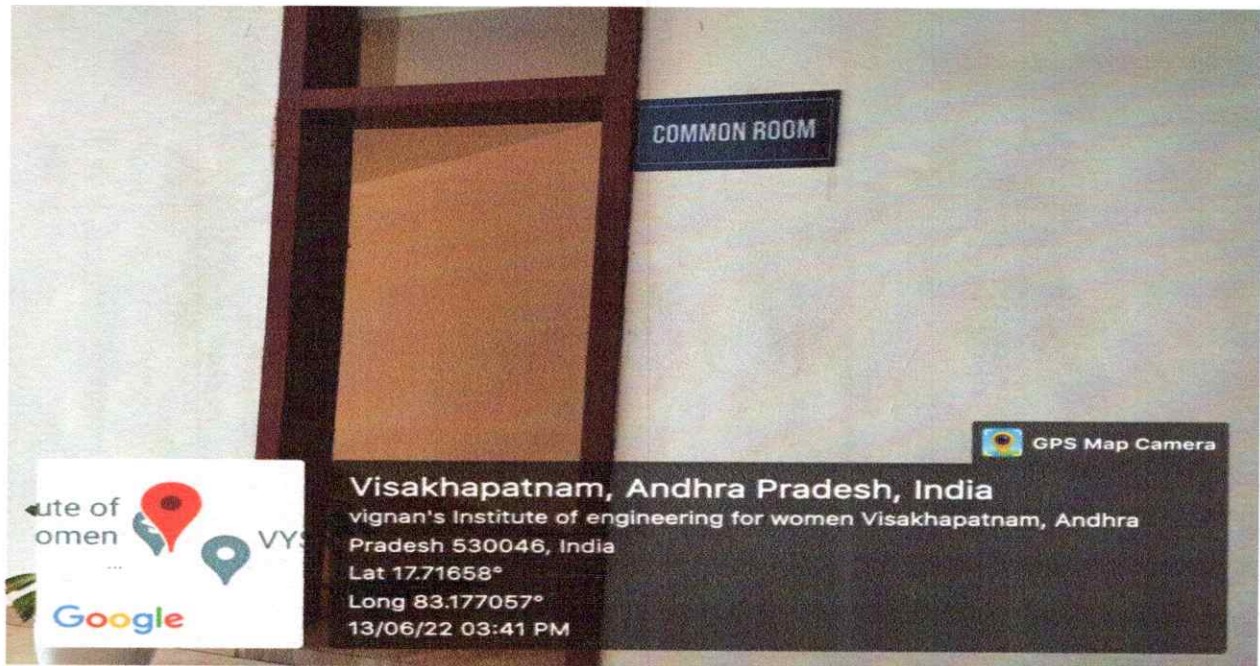 COMMON ROOM
GPS Map Camera
Visakhapatnam, Andhra Pradesh, India
vignan's Institute of engineering for women Visakhapatnam, Andhra
Pradesh 530046, India
Lat 17.71658°
Long 83.177057°
13/06/22 03:41 PM
ute of
omen
VYS
...
Google